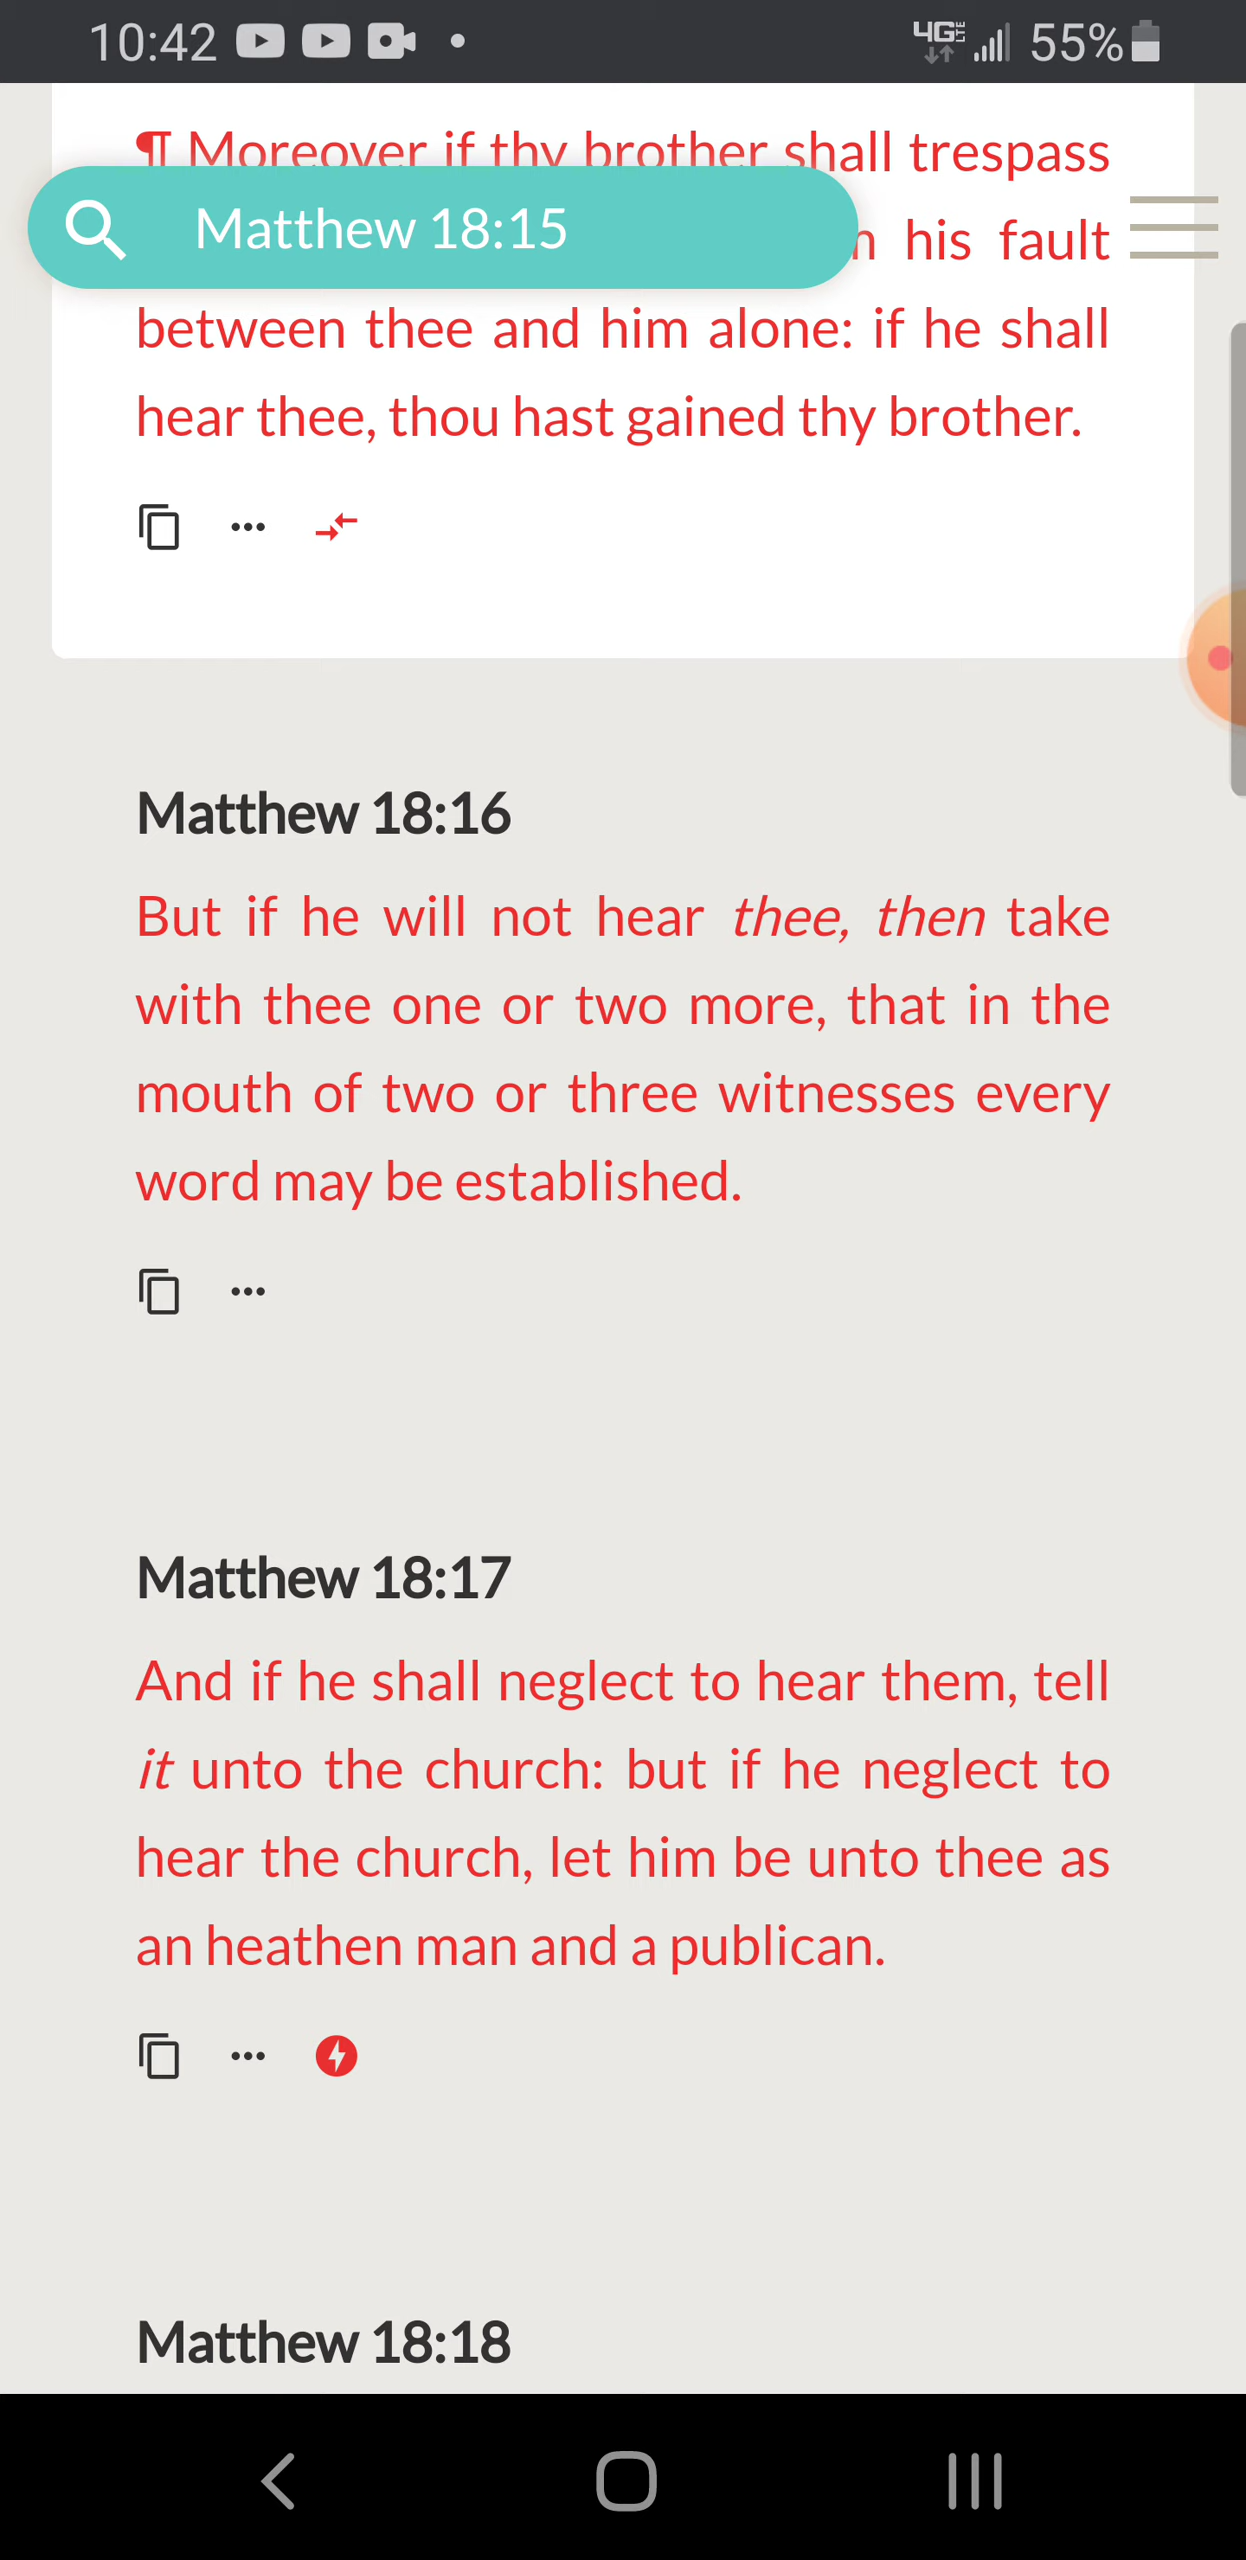 10:42 4G LTE 55%
¶ Moreover if thy brother shall trespass
Matthew 18:15
his fault
between thee and him alone: if he shall
hear thee, thou hast gained thy brother.
Matthew 18:16
But if he will not hear thee, then take
with thee one or two more, that in the
mouth of two or three witnesses every
word may be established.
Matthew 18:17
And if he shall neglect to hear them, tell
it unto the church: but if he neglect to
hear the church, let him be unto thee as
an heathen man and a publican.
Matthew 18:18